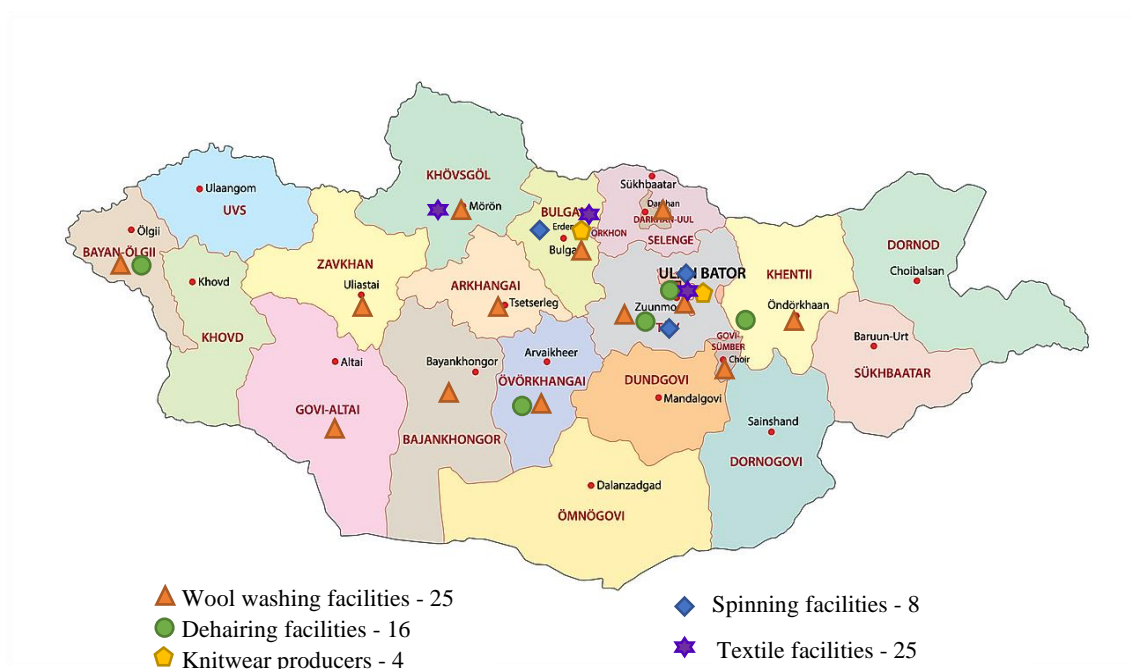 KHÖVSGÖL
Mörön
Ulaangom
UVS
Sükhbaatar
DARKHAN-UUL
SELENGE
Ölgii
BAYAN-ÖLGII
ORKHON
DORNOD
Choibalsan
ZAVKHAN
Uliastai
Khovd
KHOVD
ARKHANGAI
Tsetserleg
KHENTII
Öndörkhaan
GOVI-
SÜMBER
Choir
Baruun-Urt
SÜKHBAATAR
Altai
GOVI-ALTAI
Bayankhongor
BAJANKHONGOR
Arvaikheer
ÖVÖRKHANGAI
DUNDGOVI
Mandalgovi
Sainshand
DORNOGOVI
Dalanzadgad
ÖMNÖGOVI
Wool washing facilities - 25
Dehairing facilities - 16
Knitwear producers - 4
Spinning facilities - 8
Textile facilities - 25